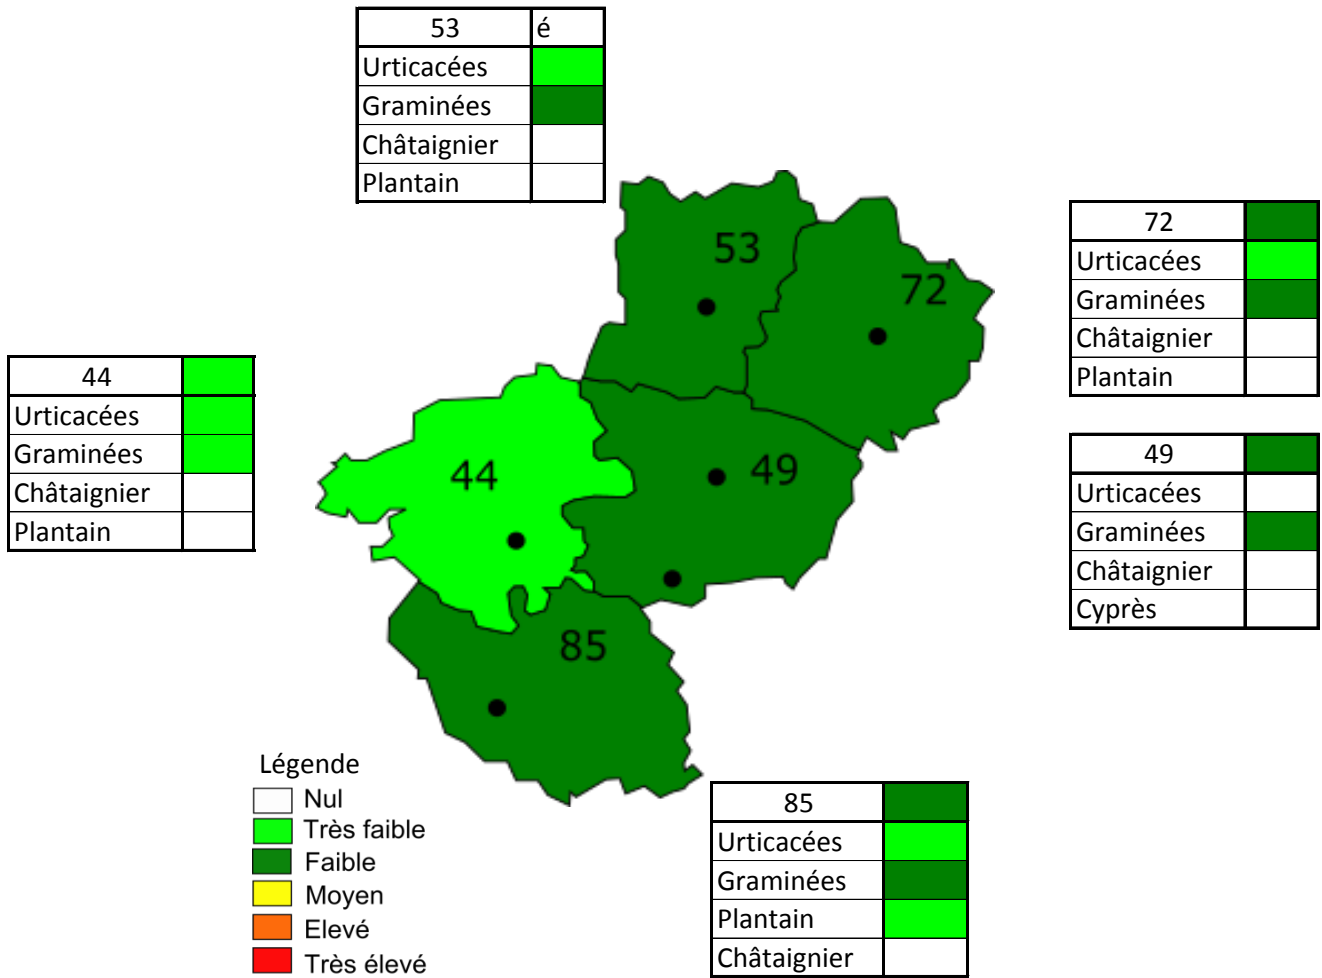 53 é
Urticacées
Graminées
Châtaignier
Plantain
53
72
72
Urticacées
Graminées
Châtaignier
Plantain
44
Urticacées
Graminées
Châtaignier
Plantain
44
49
49
Urticacées
Graminées
Châtaignier
Cyprès
85
Légende
Nul
Très faible
Faible
Moyen
Elevé
Très élevé
85
Urticacées
Graminées
Plantain
Châtaignier